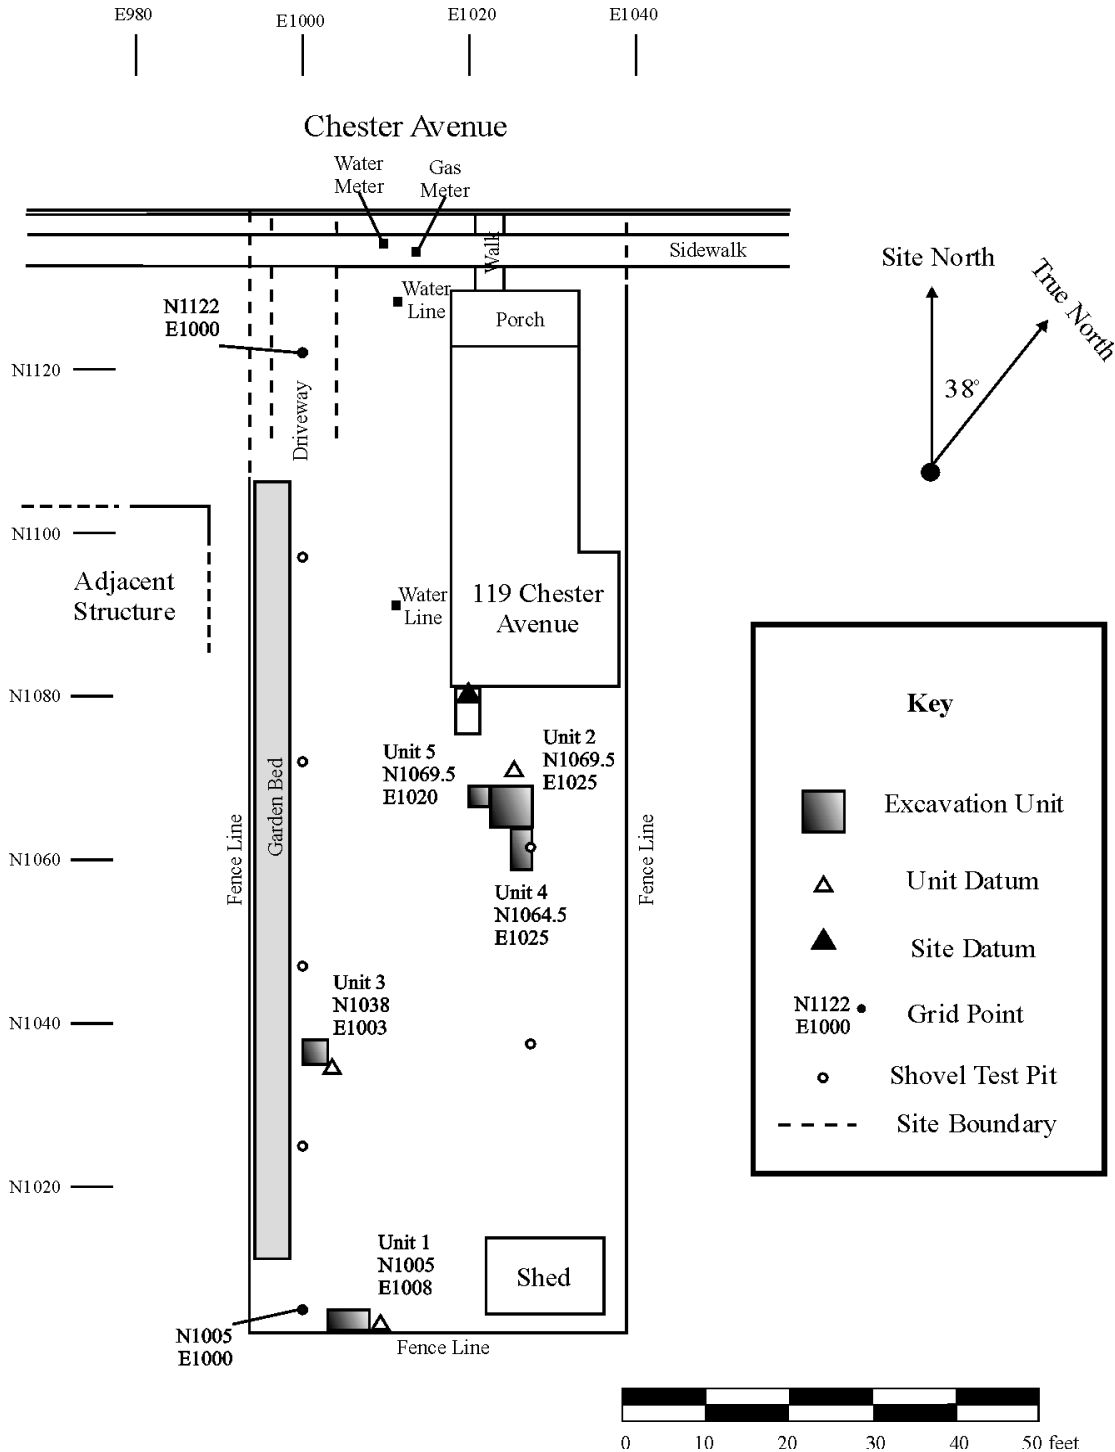 E980
E1000
E1020
E1040
Chester Avenue
Water
Meter
Gas
Meter
Walk
Sidewalk
Water
Line
Porch
N1122
E1000
N1120
Driveway
Site North
True North
38°
N1100
Adjacent
Structure
Water
Line
119 Chester
Avenue
N1080
Unit 5
N1069.5
E1020
Unit 2
N1069.5
E1025
Garden Bed
Fence Line
Fence Line
N1060
Unit 4
N1064.5
E1025
Unit 3
N1038
E1003
N1040
N1020
Unit 1
N1005
E1008
Shed
N1005
E1000
Fence Line
Key
Excavation Unit
Unit Datum
Site Datum
N1122
E1000
Grid Point
Shovel Test Pit
Site Boundary
0 10 20 30 40 50 feet